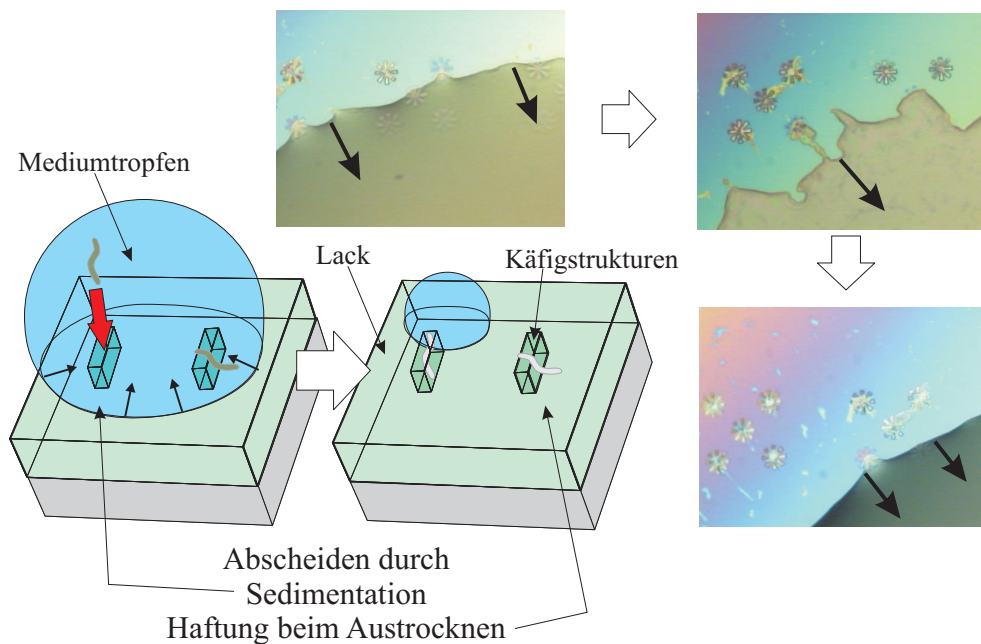 Mediumtropfen
Lack
Käfigstrukturen
Abscheiden durch
Sedimentation
Haftung beim Austrocknen